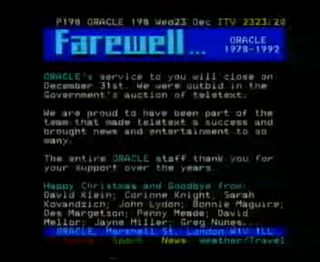 P198 ORACLE 198 Wed23 Dec ITV 2323:20
Farewell...
ORACLE
1978-1992
ORACLE's service to you will close on
December 31st. We were outbid in the
Government's auction of teletext.
We are proud to have been part of the
team that made teletext a success and
brought news and entertainment to so
many.
The entire ORACLE staff thank you for
your support over the years.
Happy Christmas and Goodbye from:
David Klein; Corinne Knight; Sarah
Kovandzich; John Lydon; Bonnie Maguire;
Des Margetson; Penny Meade; David
Mellor; Jayne Miller; Greg Nunes....
ORACLE, Marshall St, London W1V 1LL
Sport News Weather/Travel